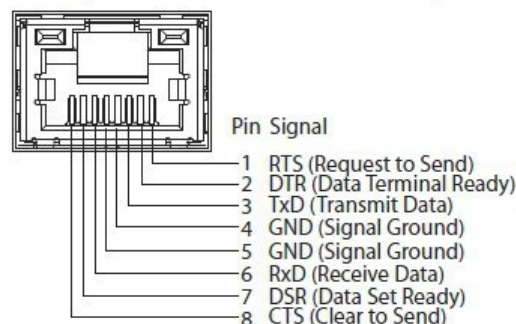 Pin Signal
1 RTS (Request to Send)
2 DTR (Data Terminal Ready)
3 TxD (Transmit Data)
4 GND (Signal Ground)
5 GND (Signal Ground)
6 RxD (Receive Data)
7 DSR (Data Set Ready)
8 CTS (Clear to Send)